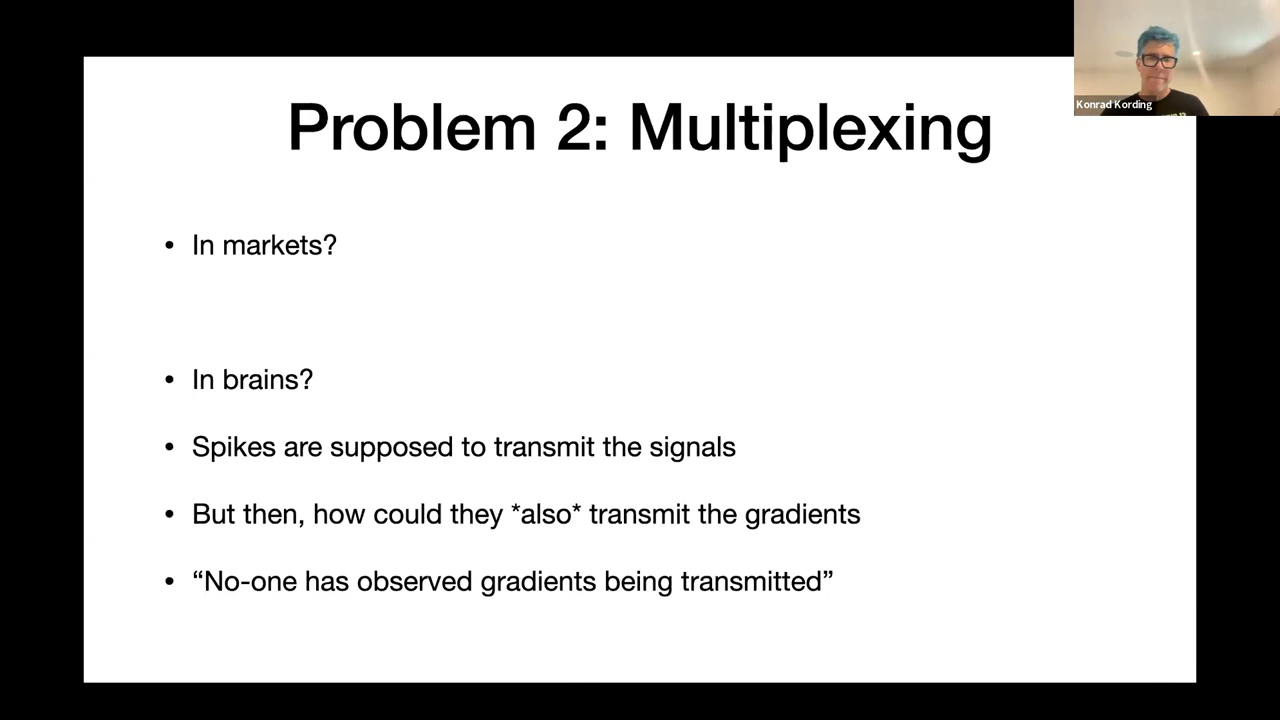 Konrad Kording
Problem 2: Multiplexing
• In markets?
• In brains?
• Spikes are supposed to transmit the signals
• But then, how could they *also* transmit the gradients
• “No-one has observed gradients being transmitted”